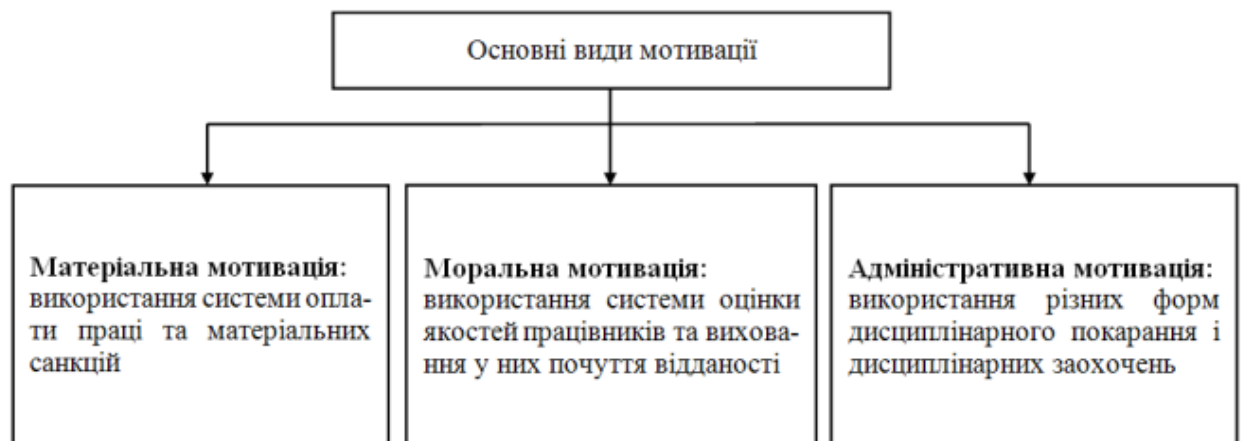 Основні види мотивації
Матеріальна мотивація:
використання системи опла-
ти праці та матеріальних
санкцій
Моральна мотивація:
використання системи оцінки
якостей працівників та вихова-
ння у них почуття відданості
Адміністративна мотивація:
використання різних форм
дисциплінарного покарання і
дисциплінарних заохочень